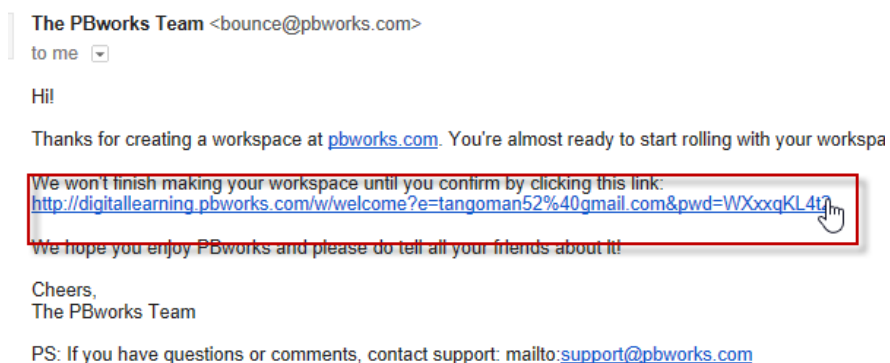 The PBworks Team <bounce@pbworks.com>
to me
Hi!
Thanks for creating a workspace at pbworks.com. You're almost ready to start rolling with your
We won't finish making your workspace until you confirm by clicking this link:
http://digitallearning.pbworks.com/w/welcome?e=tangoman52%40gmail.com&pwd=WXxxqKL4t
We hope you enjoy PBworks and please do tell all your friends about it!
Cheers,
The PBworks Team
PS: If you have questions or comments, contact support: mailto:support@pbworks.com